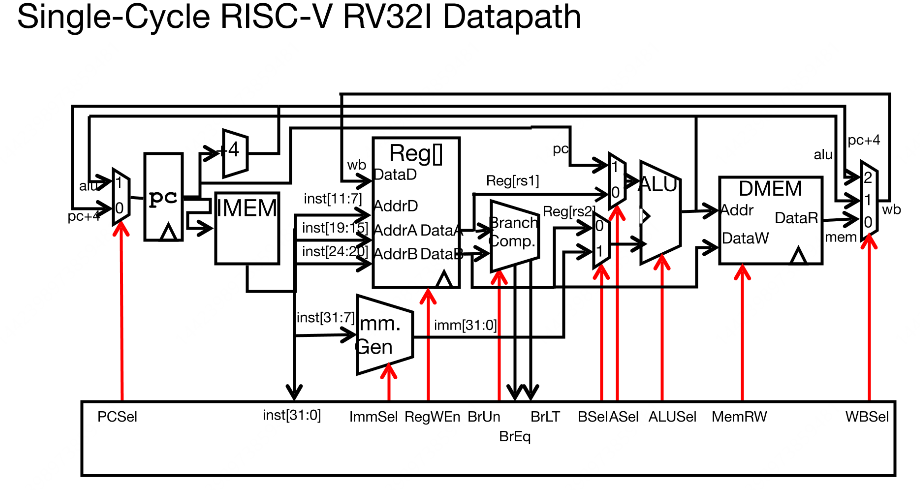 Single-Cycle RISC-V RV32I Datapath
pc+4
alu
+4
wb
Reg[]
DataD
AddrD
AddrA DataA
AddrB DataB
inst[11:7]
inst[19:15]
inst[24:20]
inst[31:7]
alu
pc+4
1
0
pc
IMEM
mm.
Gen
imm[31:0]
Reg[rs1]
Reg[rs2]
Branch
Comp.
pc
1
0
0
1
ALU
DMEM
Addr
DataR
DataW
mem
2
1
0
wb
PCSel
inst[31:0]
ImmSel
RegWEn
BrUn
BrEq
BrLT
BSel
ASel
ALUSel
MemRW
WBSel